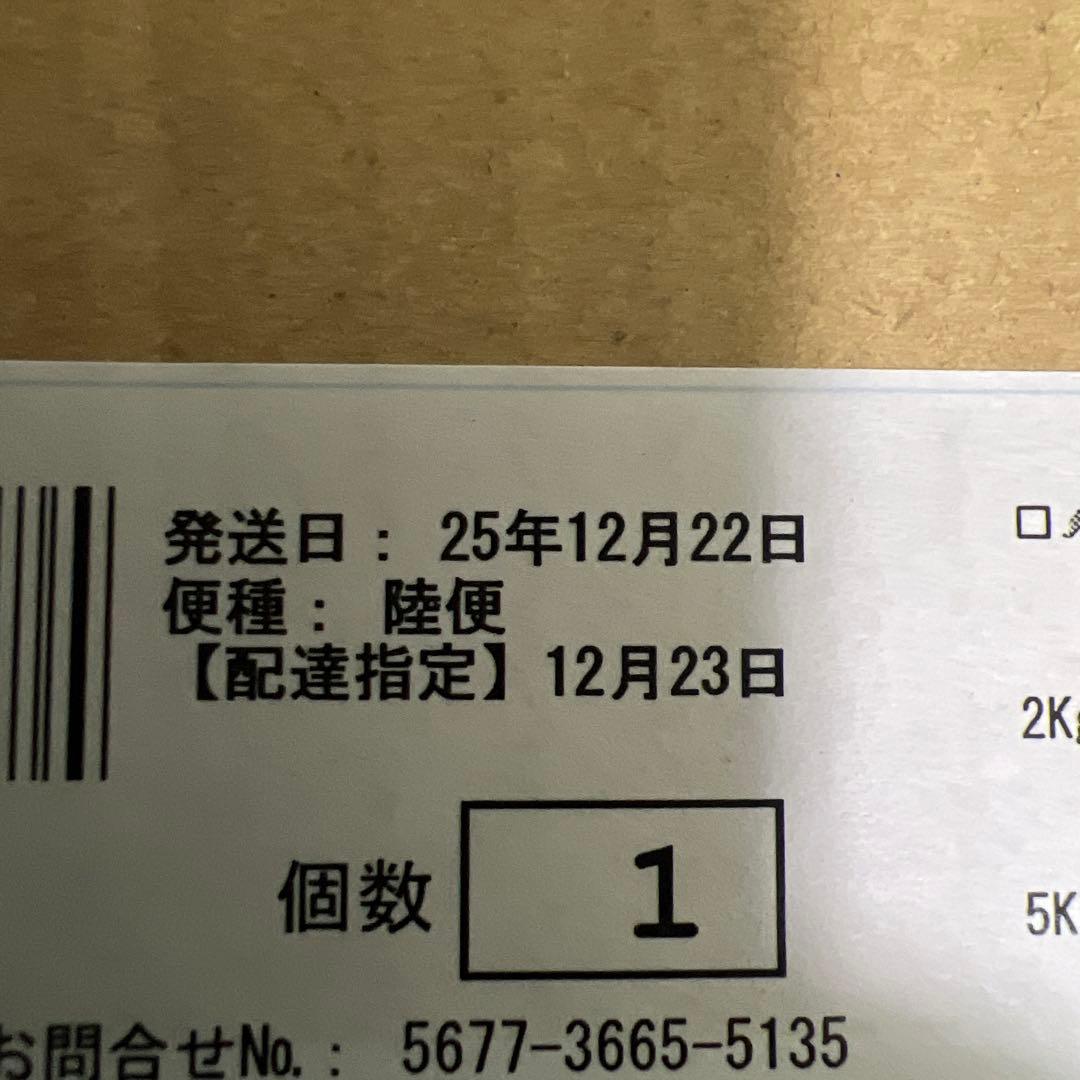 発送日： 25年12月22日
便種： 陸便
【配達指定】12月23日
個数 1
お問合せNo.： 5677-3665-5135
2Kg
5K